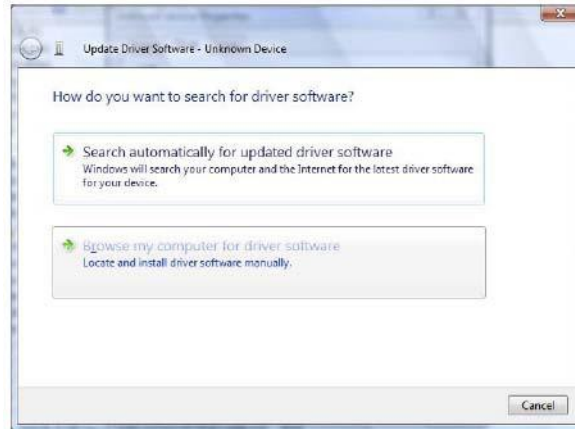 Update Driver Software - Unknown Device
How do you want to search for driver software?
Search automatically for updated driver software
Windows will search your computer and the Internet for the latest driver software
for your device.
Browse my computer for driver software
Locate and install driver software manually.
Cancel